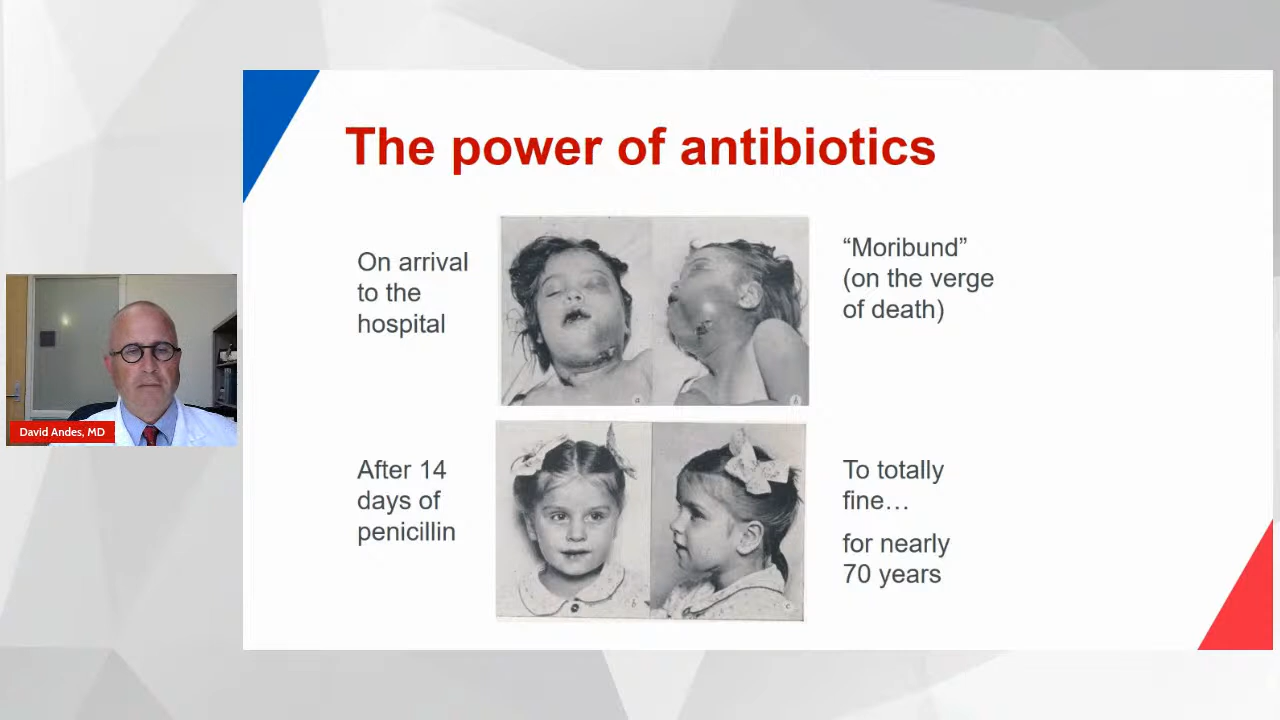 The power of antibiotics
On arrival
to the
hospital
“Moribund”
(on the verge
of death)
After 14
days of
penicillin
To totally
fine…
for nearly
70 years
David Andes, MD
a
b
c